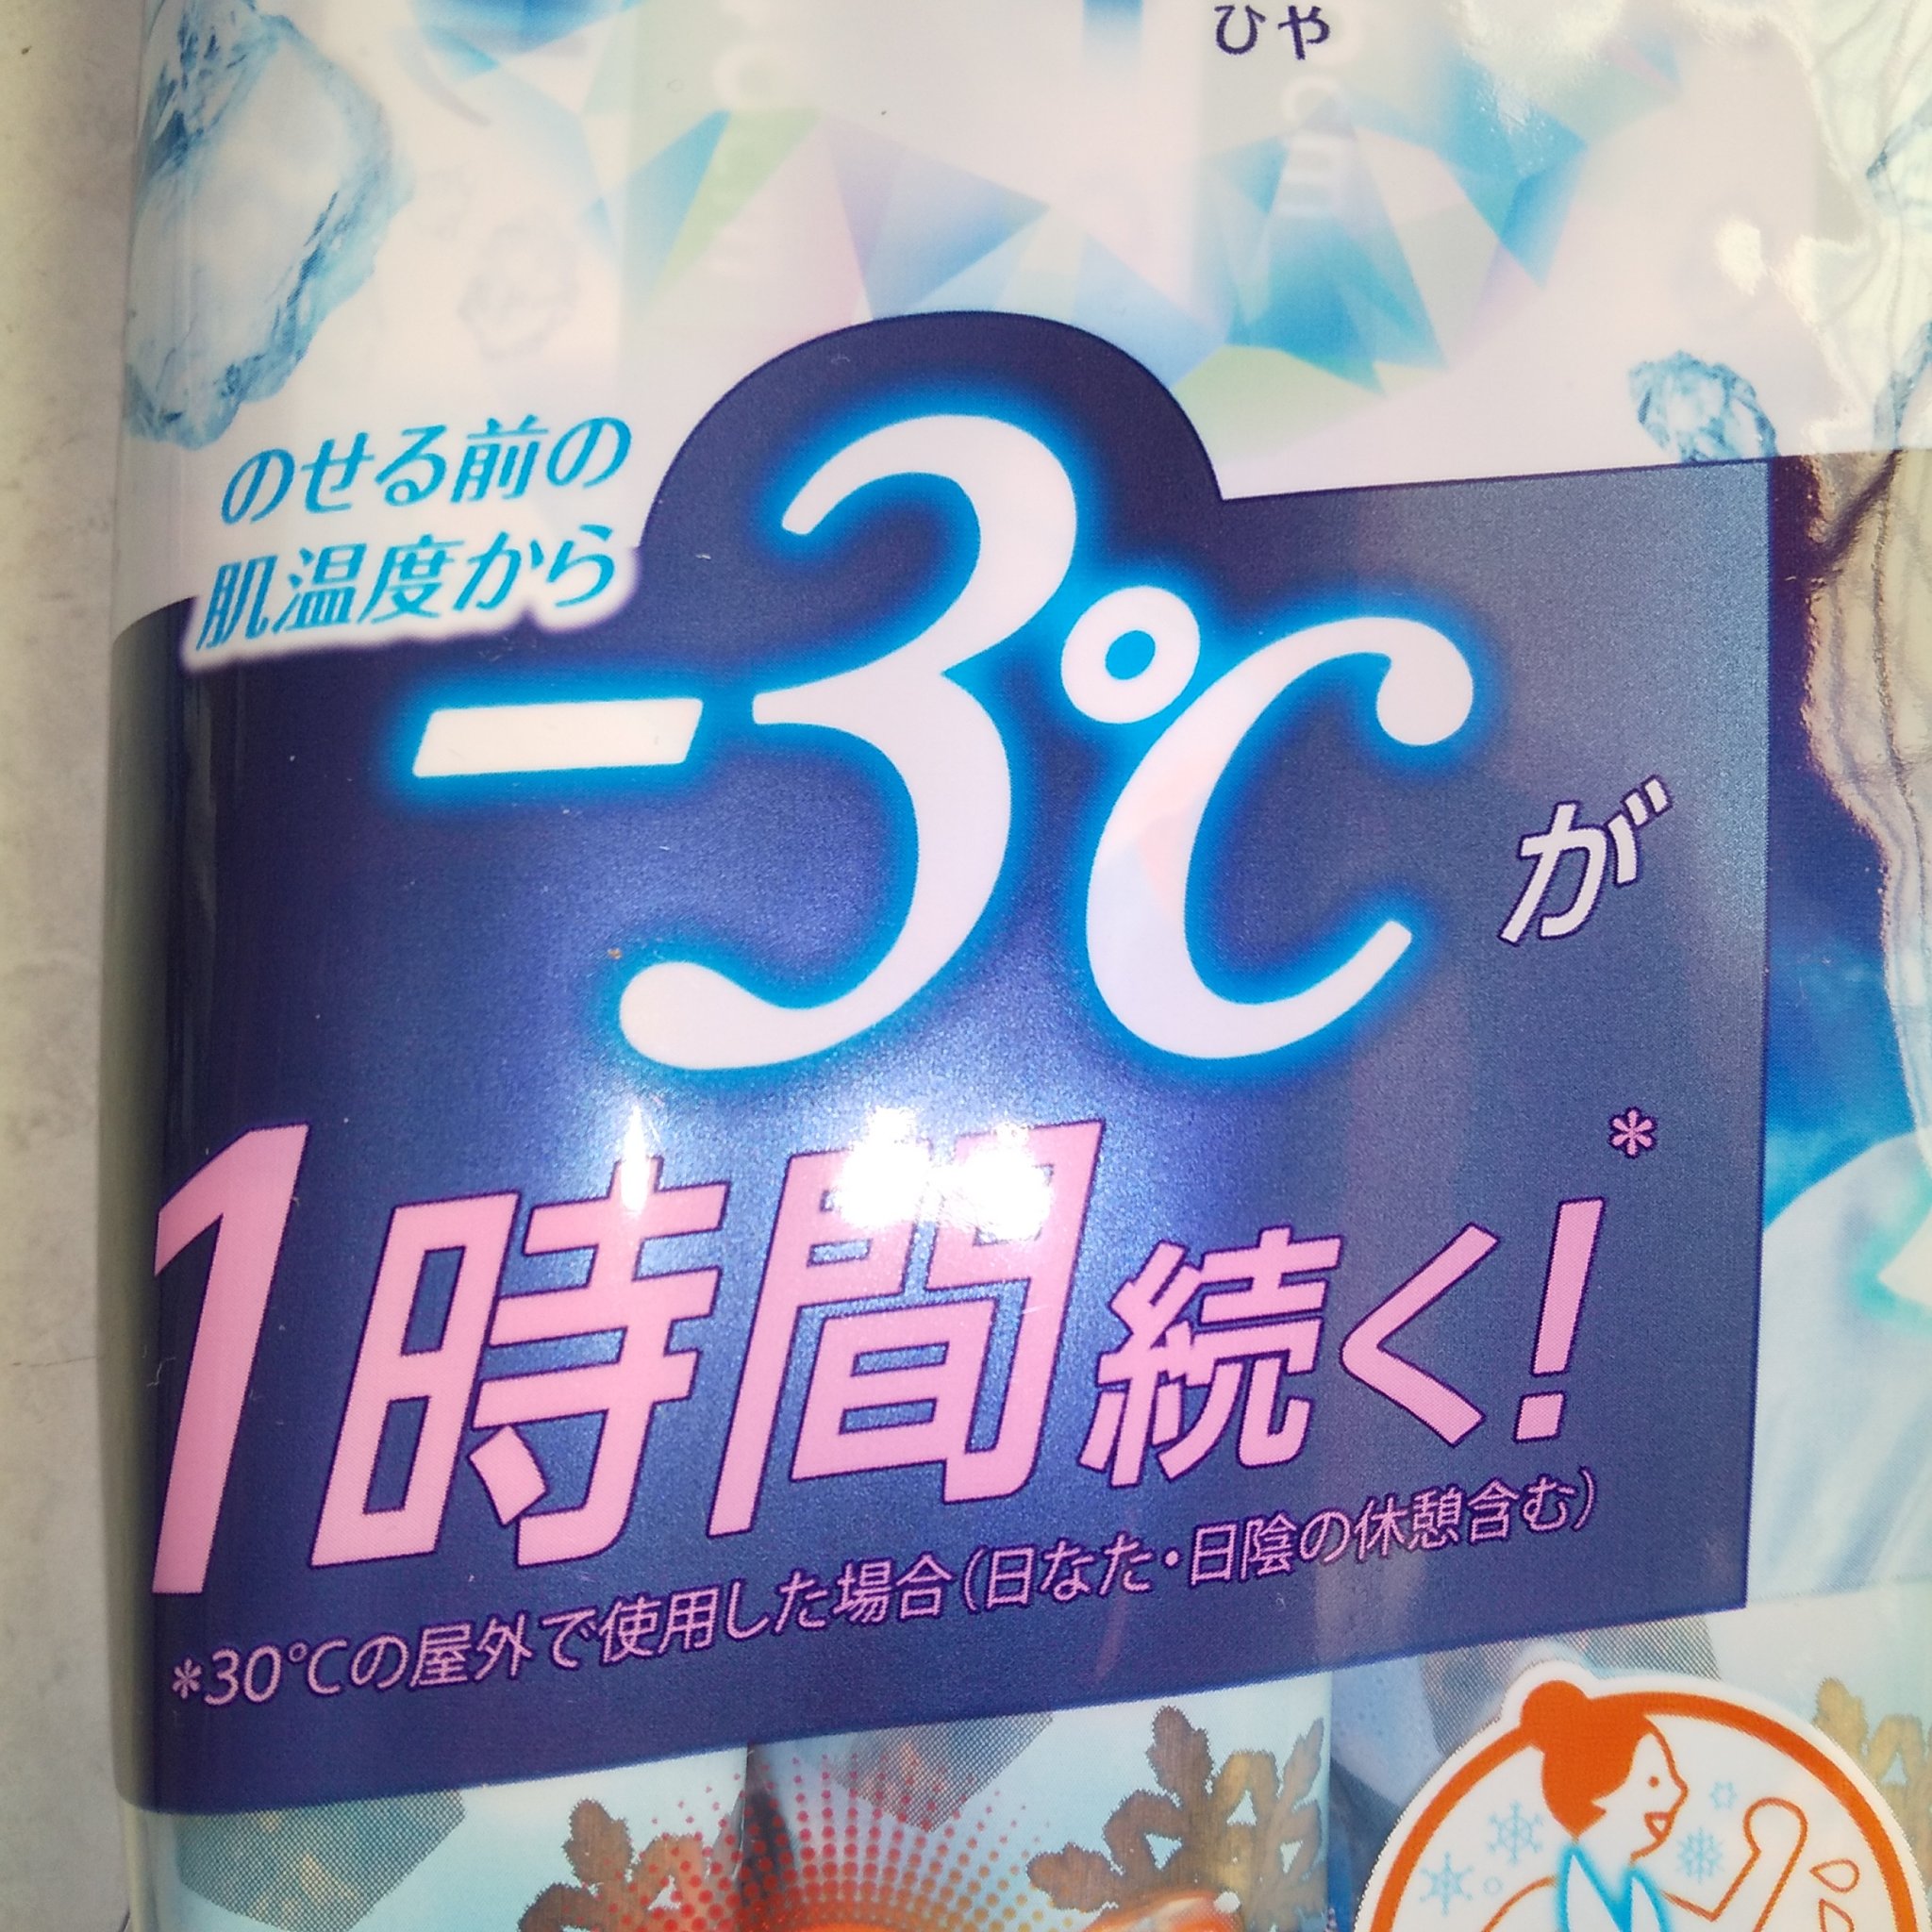 ひや
のせる前の
肌温度から
-3℃が
1時間続く!*
*30℃の屋外で使用した場合(日なた・日陰の休憩含む)